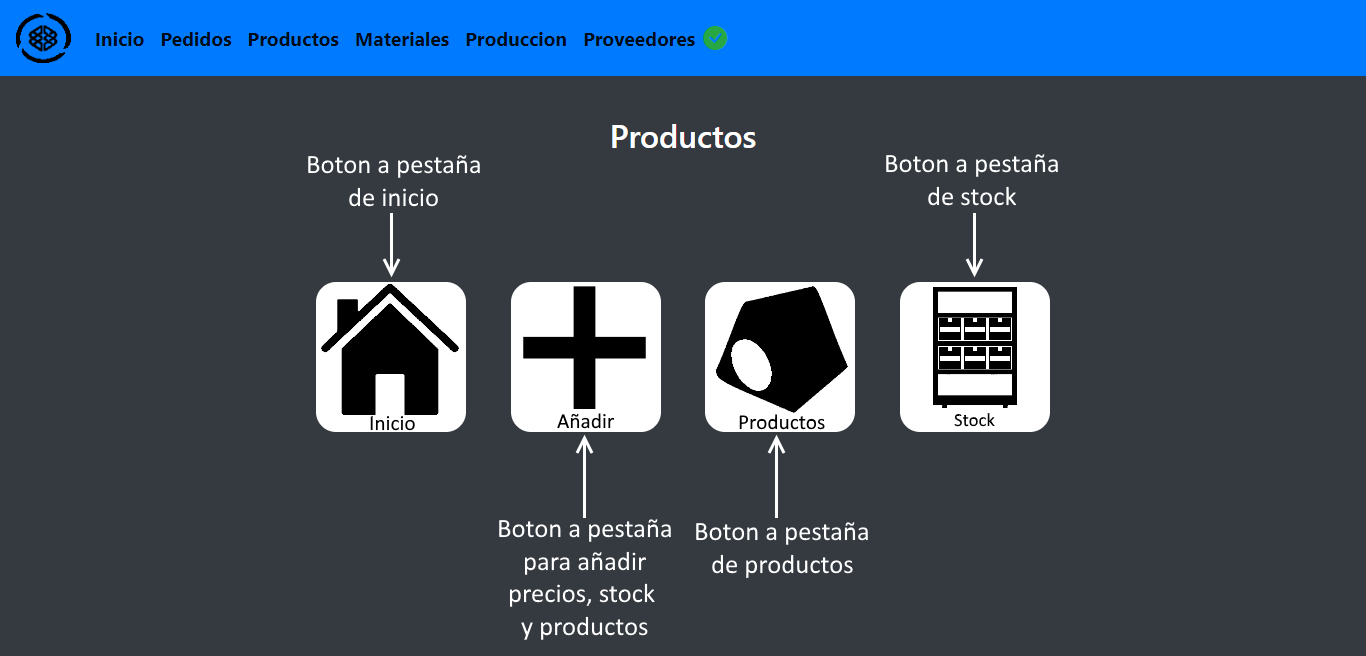 Inicio Pedidos Productos Materiales Produccion Proveedores
Productos
Boton a pestaña
de inicio
Boton a pestaña
de stock
Inicio
Añadir
Productos
Stock
Boton a pestaña
para añadir
precios, stock
y productos
Boton a pestaña
de productos